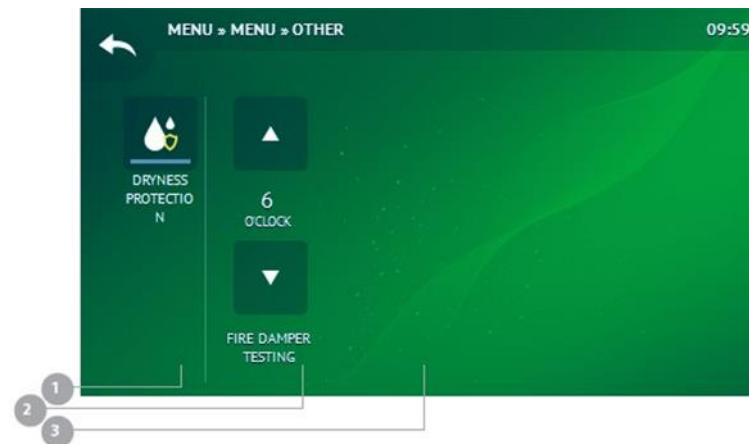 MENU » MENU » OTHER
09:59
DRYNESS
PROTECTIO
N
6
O'CLOCK
FIRE DAMPER
TESTING
1
2
3